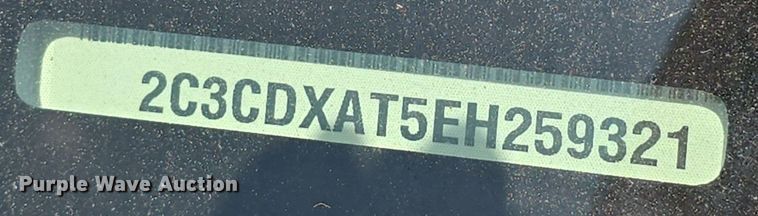 2C3CDXAT5EH259321
Purple Wave Auction